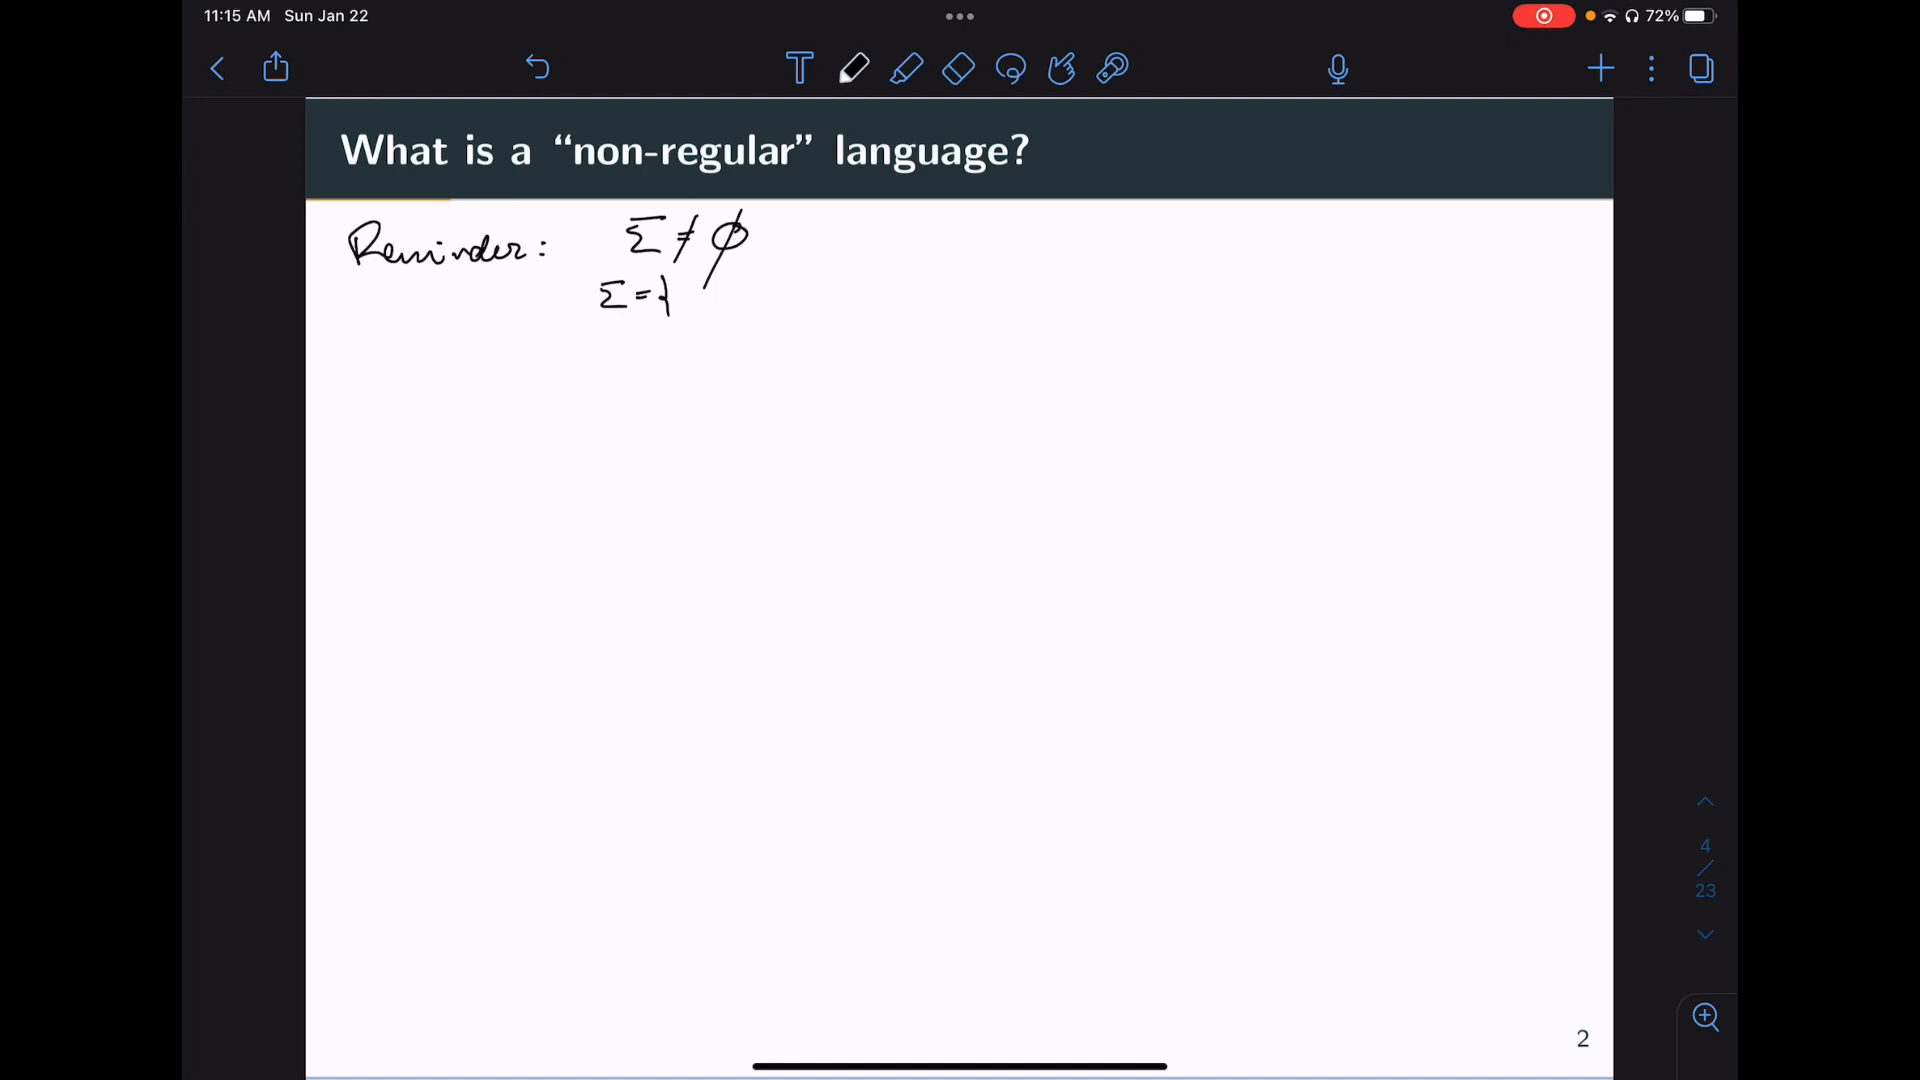 11:15 AM Sun Jan 22
72%
What is a “non-regular” language?
Reminder: Σ ≠ ϕ
Σ = {
4
/
23
2